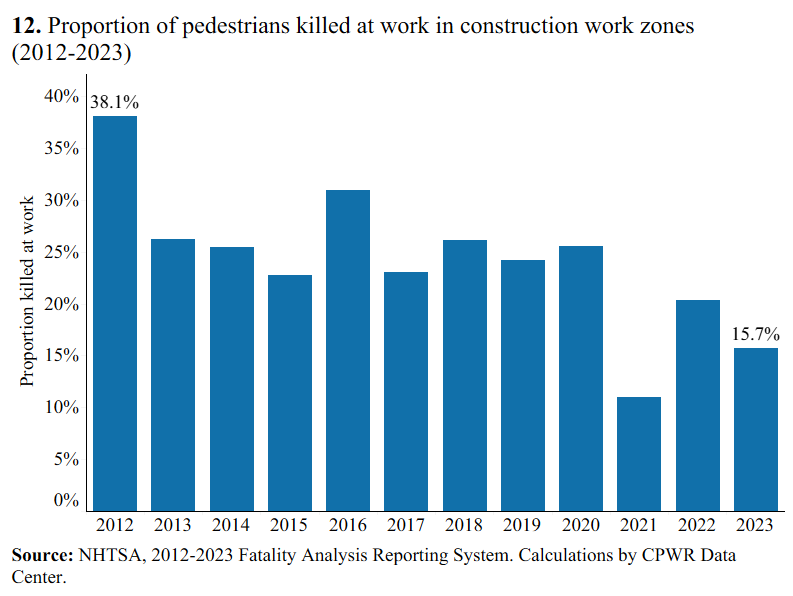 12. Proportion of pedestrians killed at work in construction work zones
(2012-2023)
Proportion killed at work
40%
35%
30%
25%
20%
15%
10%
5%
0%
38.1%
15.7%
2012 2013 2014 2015 2016 2017 2018 2019 2020 2021 2022 2023
Source: NHTSA, 2012-2023 Fatality Analysis Reporting System. Calculations by CPWR Data
Center.